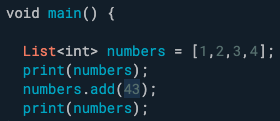 void main() {
List<int> numbers = [1,2,3,4];
print(numbers);
numbers.add(43);
print(numbers);